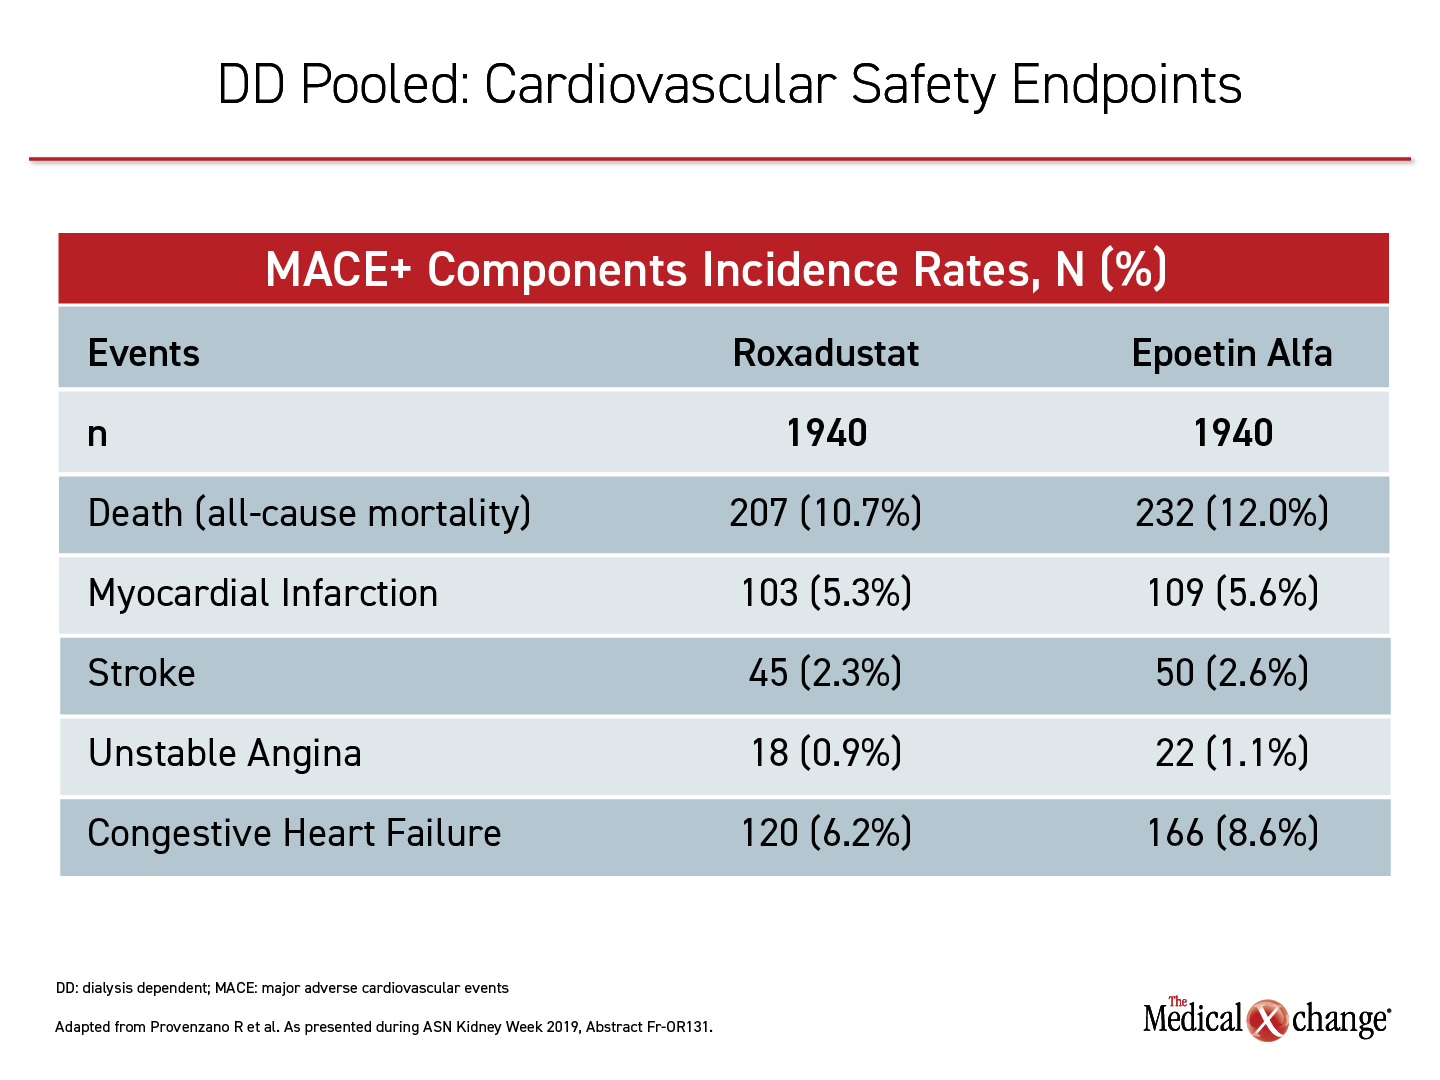 DD Pooled: Cardiovascular Safety Endpoints
MACE+ Components Incidence Rates, N (%)
Events Roxadustat Epoetin Alfa
n 1940 1940
Death (all-cause mortality) 207 (10.7%) 232 (12.0%)
Myocardial Infarction 103 (5.3%) 109 (5.6%)
Stroke 45 (2.3%) 50 (2.6%)
Unstable Angina 18 (0.9%) 22 (1.1%)
Congestive Heart Failure 120 (6.2%) 166 (8.6%)
DD: dialysis dependent; MACE: major adverse cardiovascular events
Adapted from Provenzano R et al. As presented during ASN Kidney Week 2019, Abstract Fr-OR131.
The
Medical X change